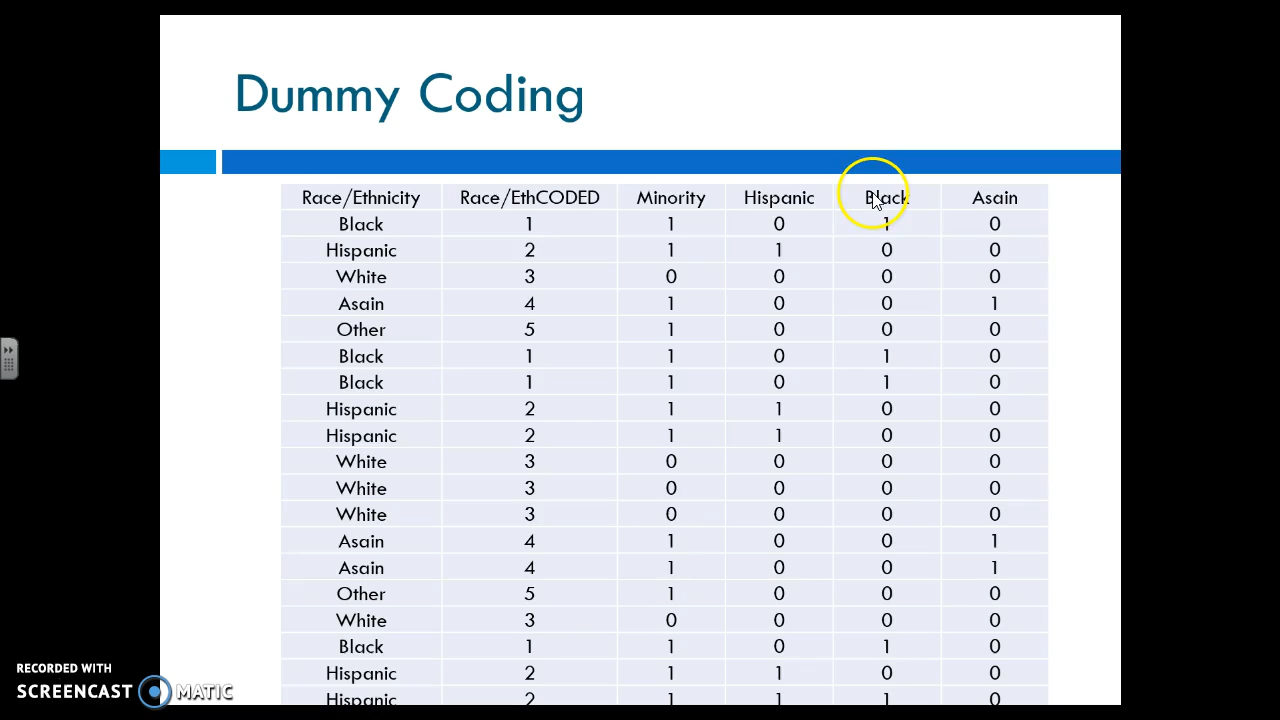 Dummy Coding
Race/Ethnicity Race/EthCODED Minority Hispanic Black Asain
Black 1 1 0 1 0
Hispanic 2 1 1 0 0
White 3 0 0 0 0
Asain 4 1 0 0 1
Other 5 1 0 0 0
Black 1 1 0 1 0
Black 1 1 0 1 0
Hispanic 2 1 1 0 0
Hispanic 2 1 1 0 0
White 3 0 0 0 0
White 3 0 0 0 0
White 3 0 0 0 0
Asain 4 1 0 0 1
Asain 4 1 0 0 1
Other 5 1 0 0 0
White 3 0 0 0 0
Black 1 1 0 1 0
Hispanic 2 1 1 0 0
Hispanic 2 1 1 1 0
RECORDED WITH
SCREENCAST MATIC